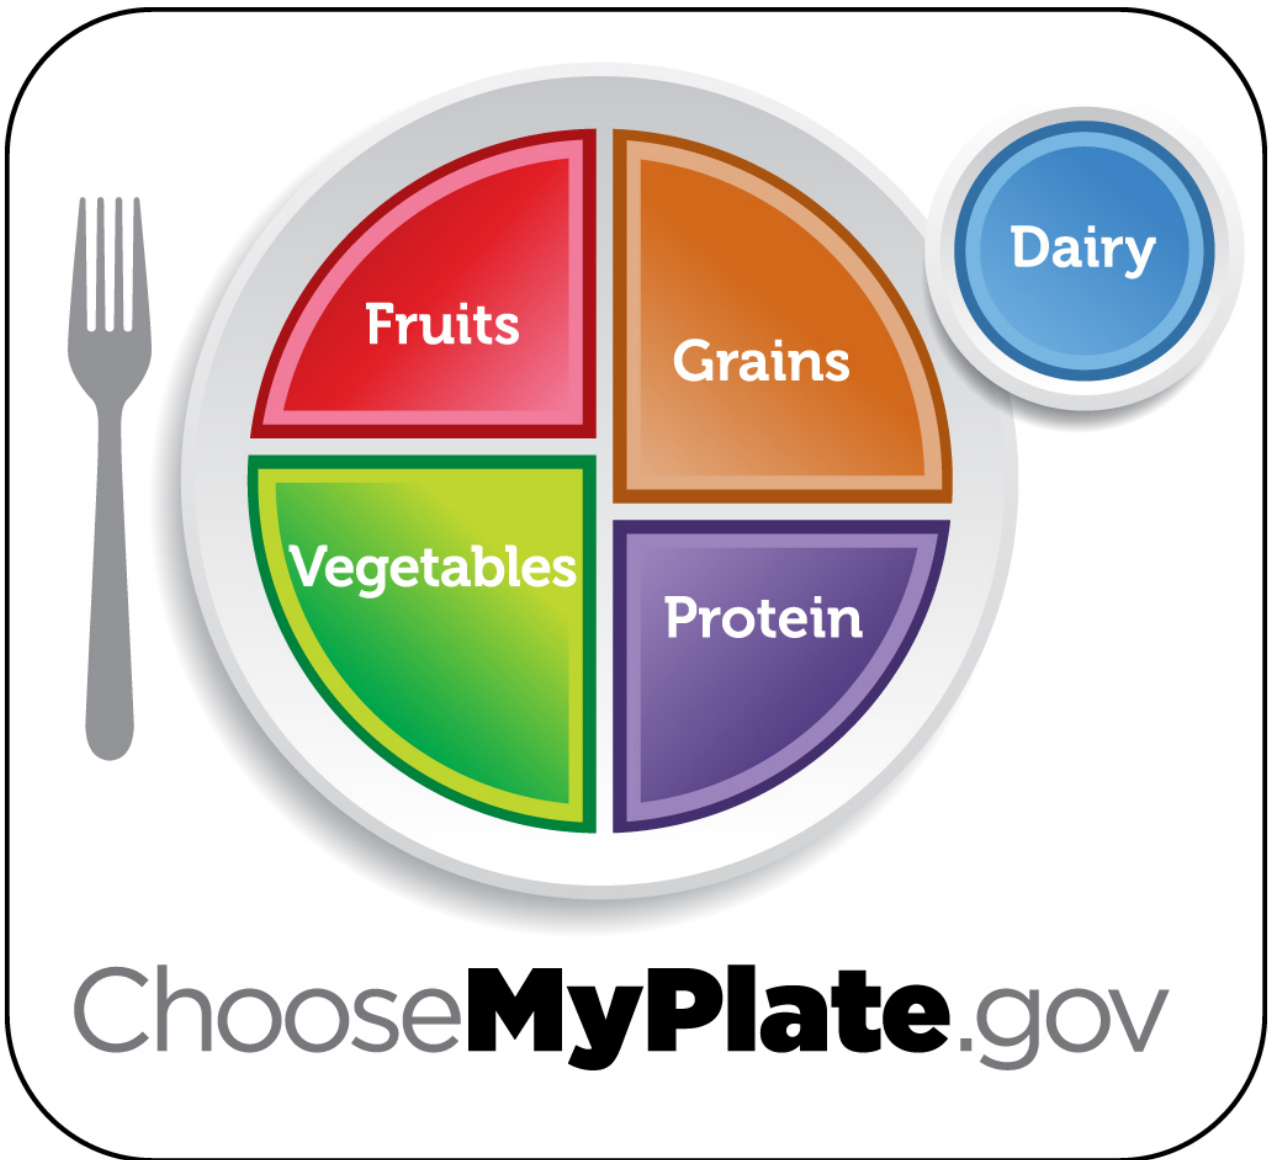 Fruits
Grains
Dairy
Vegetables
Protein
ChooseMyPlate.gov